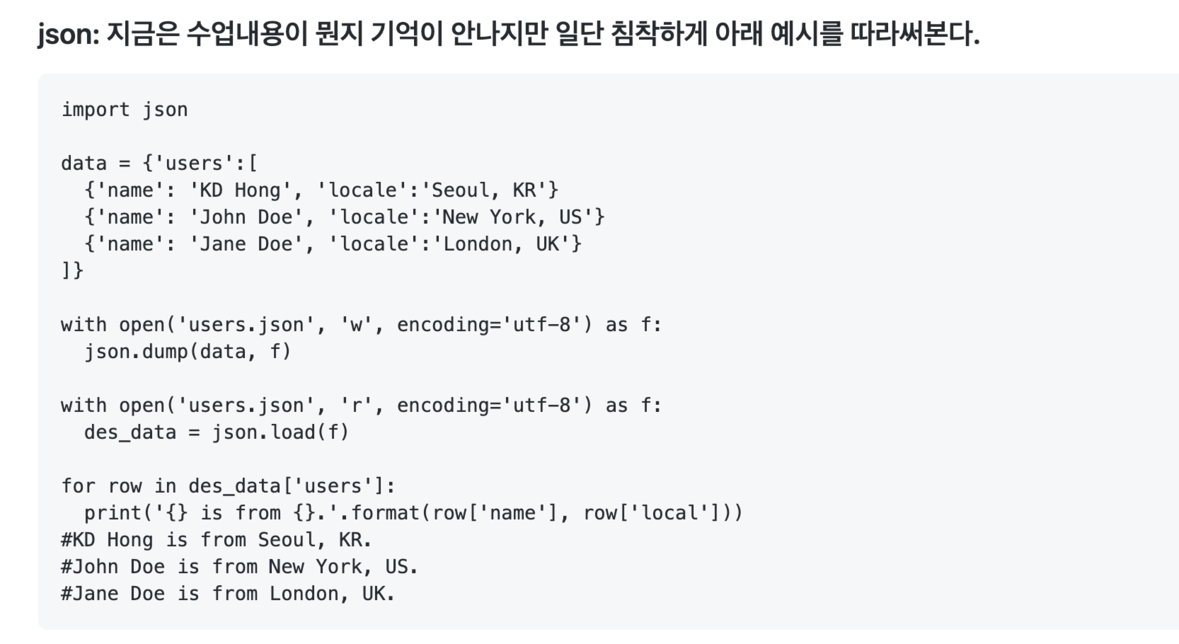 json: 지금은 수업내용이 뭔지 기억이 안나지만 일단 침착하게 아래 예시를 따라써본다.
import json
data = {'users':[
  {'name': 'KD Hong', 'locale':'Seoul, KR'}
  {'name': 'John Doe', 'locale':'New York, US'}
  {'name': 'Jane Doe', 'locale':'London, UK'}
]}
with open('users.json', 'w', encoding='utf-8') as f:
  json.dump(data, f)
with open('users.json', 'r', encoding='utf-8') as f:
  des_data = json.load(f)
for row in des_data['users']:
  print('{} is from {}.'.format(row['name'], row['local']))
#KD Hong is from Seoul, KR.
#John Doe is from New York, US.
#Jane Doe is from London, UK.